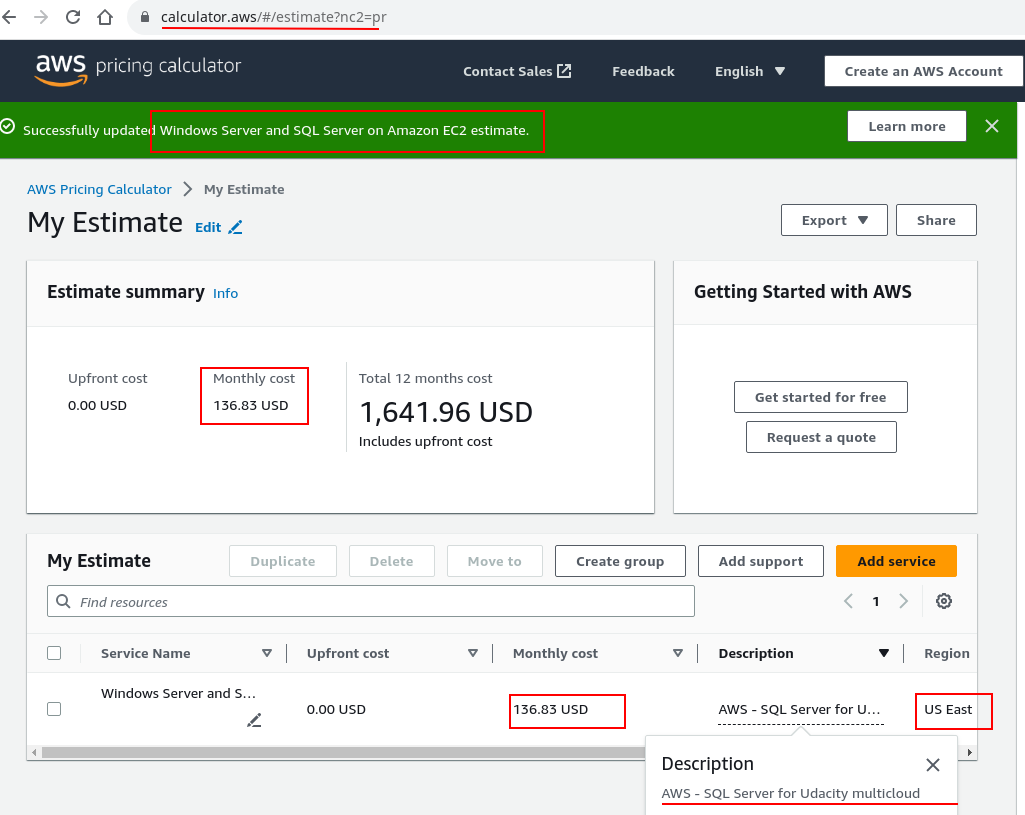 calculator.aws/#/estimate?nc2=pr
aws pricing calculator
Contact Sales
Feedback
English
Create an AWS Account
Successfully updated Windows Server and SQL Server on Amazon EC2 estimate.
Learn more
AWS Pricing Calculator
My Estimate
My Estimate
Edit
Export
Share
Estimate summary
Info
Upfront cost
0.00 USD
Monthly cost
136.83 USD
Total 12 months cost
1,641.96 USD
Includes upfront cost
Getting Started with AWS
Get started for free
Request a quote
My Estimate
Duplicate
Delete
Move to
Create group
Add support
Add service
Find resources
1
Service Name
Upfront cost
Monthly cost
Description
Region
Windows Server and S...
0.00 USD
136.83 USD
AWS - SQL Server for U...
US East
Description
AWS - SQL Server for Udacity multicloud